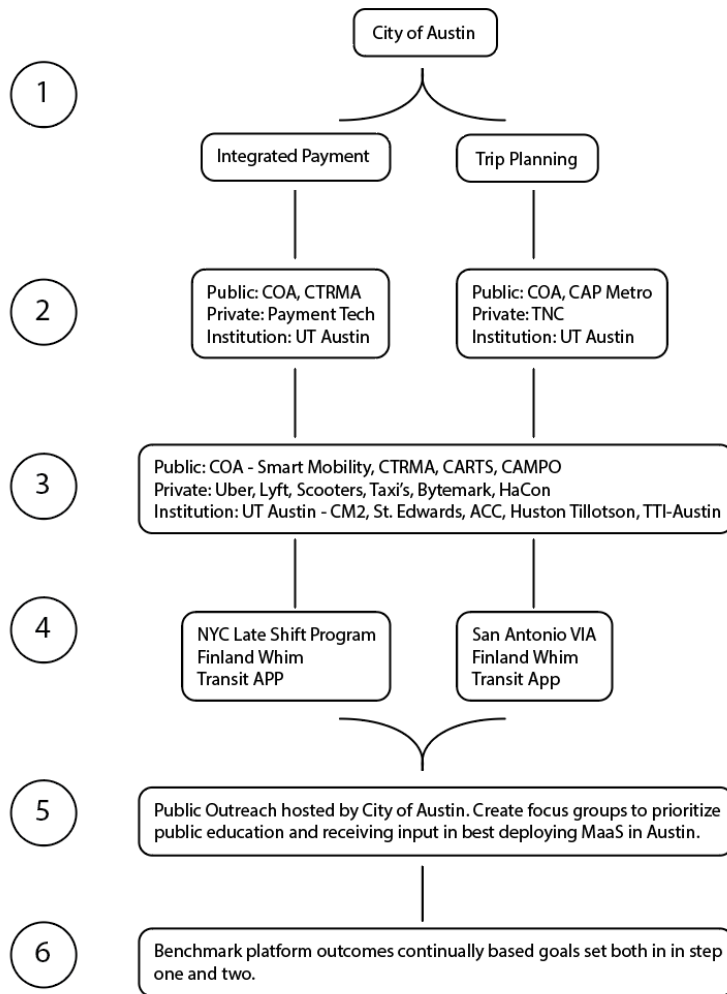 City of Austin
1
Integrated Payment
Trip Planning
2
Public: COA, CTRMA
Private: Payment Tech
Institution: UT Austin
Public: COA, CAP Metro
Private: TNC
Institution: UT Austin
3
Public: COA - Smart Mobility, CTRMA, CARTS, CAMPO
Private: Uber, Lyft, Scooters, Taxi's, Bytemark, HaCon
Institution: UT Austin - CM2, St. Edwards, ACC, Huston Tillotson, TTI-Austin
4
NYC Late Shift Program
Finland Whim
Transit APP
San Antonio VIA
Finland Whim
Transit App
5
Public Outreach hosted by City of Austin. Create focus groups to prioritize
public education and receiving input in best deploying MaaS in Austin.
6
Benchmark platform outcomes continually based goals set both in in step
one and two.